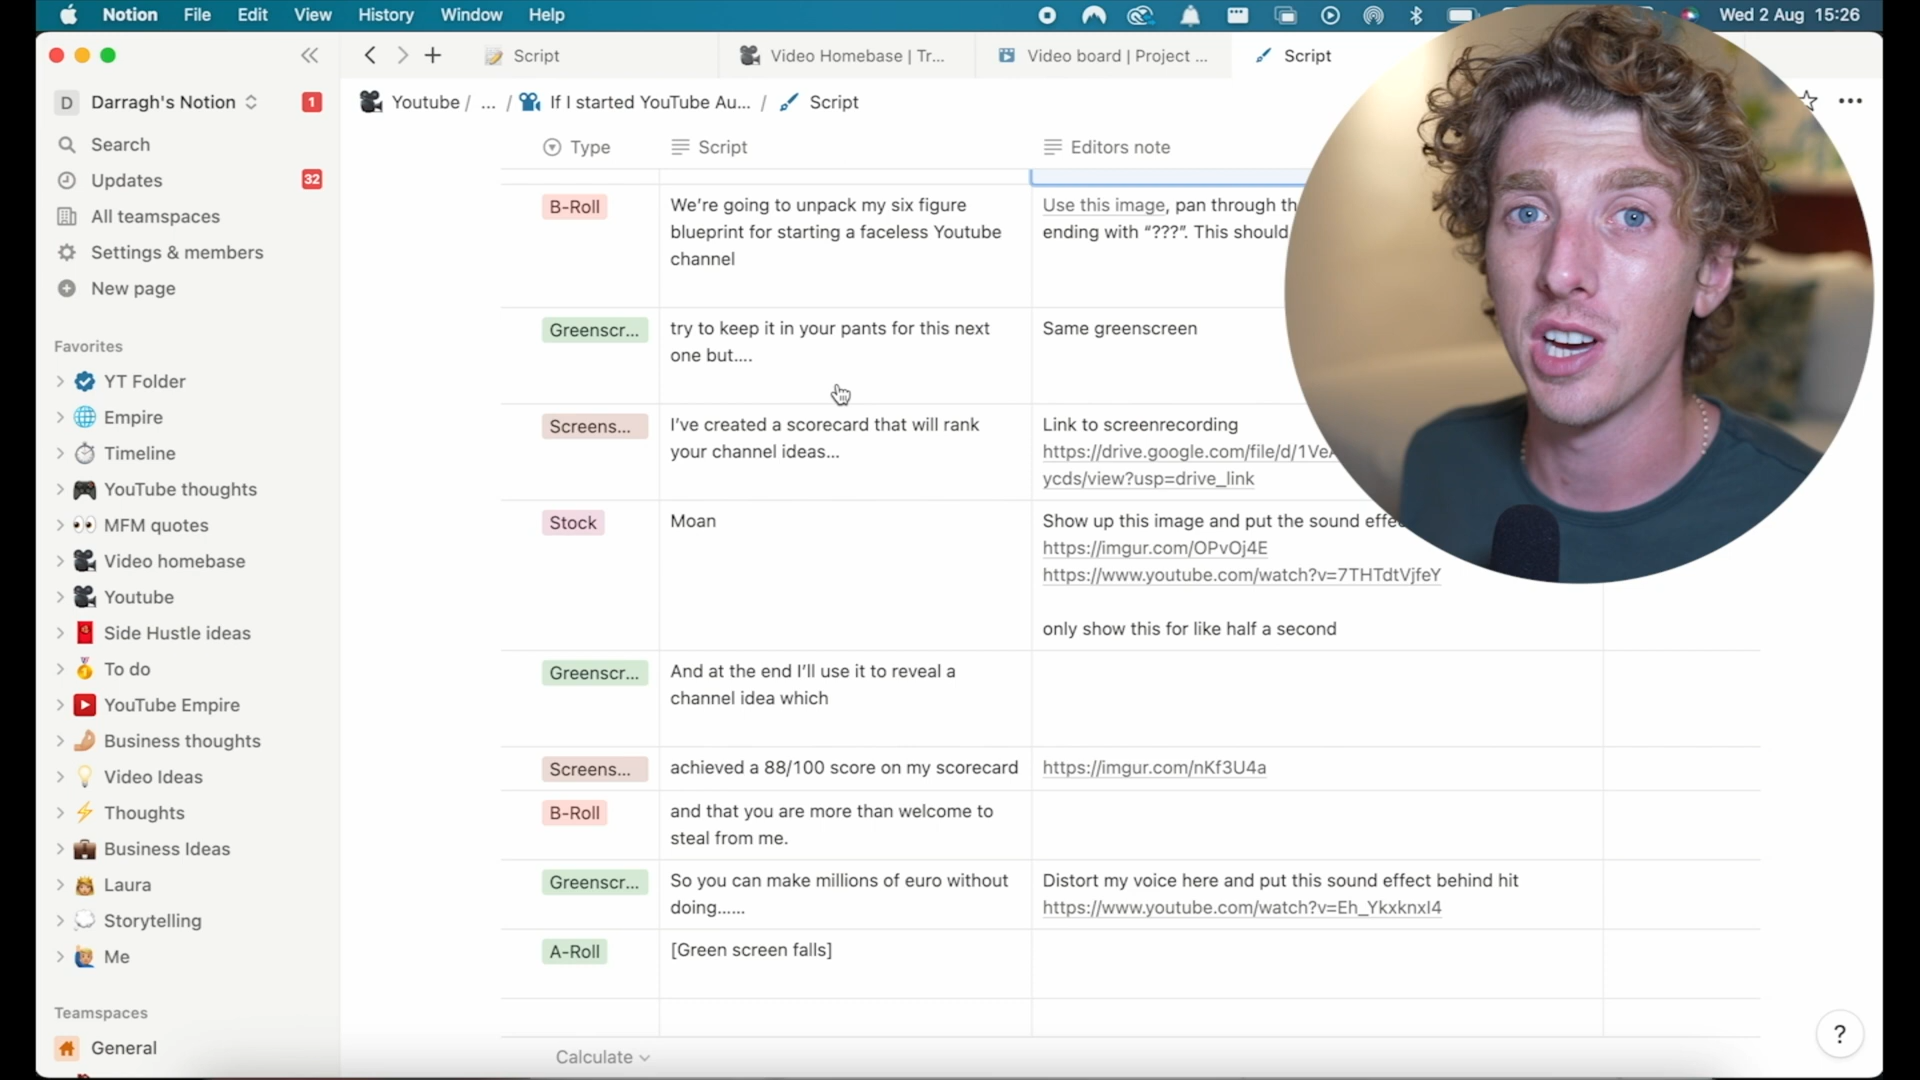 Notion File Edit View History Window Help Wed 2 Aug 15:26
Script Video Homebase | Tr... Video board | Project ... Script
D Darragh's Notion 1
Youtube / ... / If I started YouTube Au... / Script
Search
Updates 32
All teamspaces
Settings & members
New page
Favorites
YT Folder
Empire
Timeline
YouTube thoughts
MFM quotes
Video homebase
Youtube
Side Hustle ideas
To do
YouTube Empire
Business thoughts
Video Ideas
Thoughts
Business Ideas
Laura
Storytelling
Me
Teamspaces
General
Type Script Editors note
B-Roll
We're going to unpack my six figure
blueprint for starting a faceless Youtube
channel
Use this image, pan through th
ending with "???". This should
Greenscr...
try to keep it in your pants for this next
one but....
Same greenscreen
Screens...
I've created a scorecard that will rank
your channel ideas...
Link to screenrecording
https://drive.google.com/file/d/1Ve
ycds/view?usp=drive_link
Stock
Moan
Show up this image and put the sound effe
https://imgur.com/OPvOj4E
https://www.youtube.com/watch?v=7THTdtVjfeY
only show this for like half a second
Greenscr...
And at the end I'll use it to reveal a
channel idea which
Screens...
achieved a 88/100 score on my scorecard
https://imgur.com/nKf3U4a
B-Roll
and that you are more than welcome to
steal from me.
Greenscr...
So you can make millions of euro without
doing......
Distort my voice here and put this sound effect behind hit
https://www.youtube.com/watch?v=Eh_YkxknxI4
A-Roll
[Green screen falls]
Calculate
?